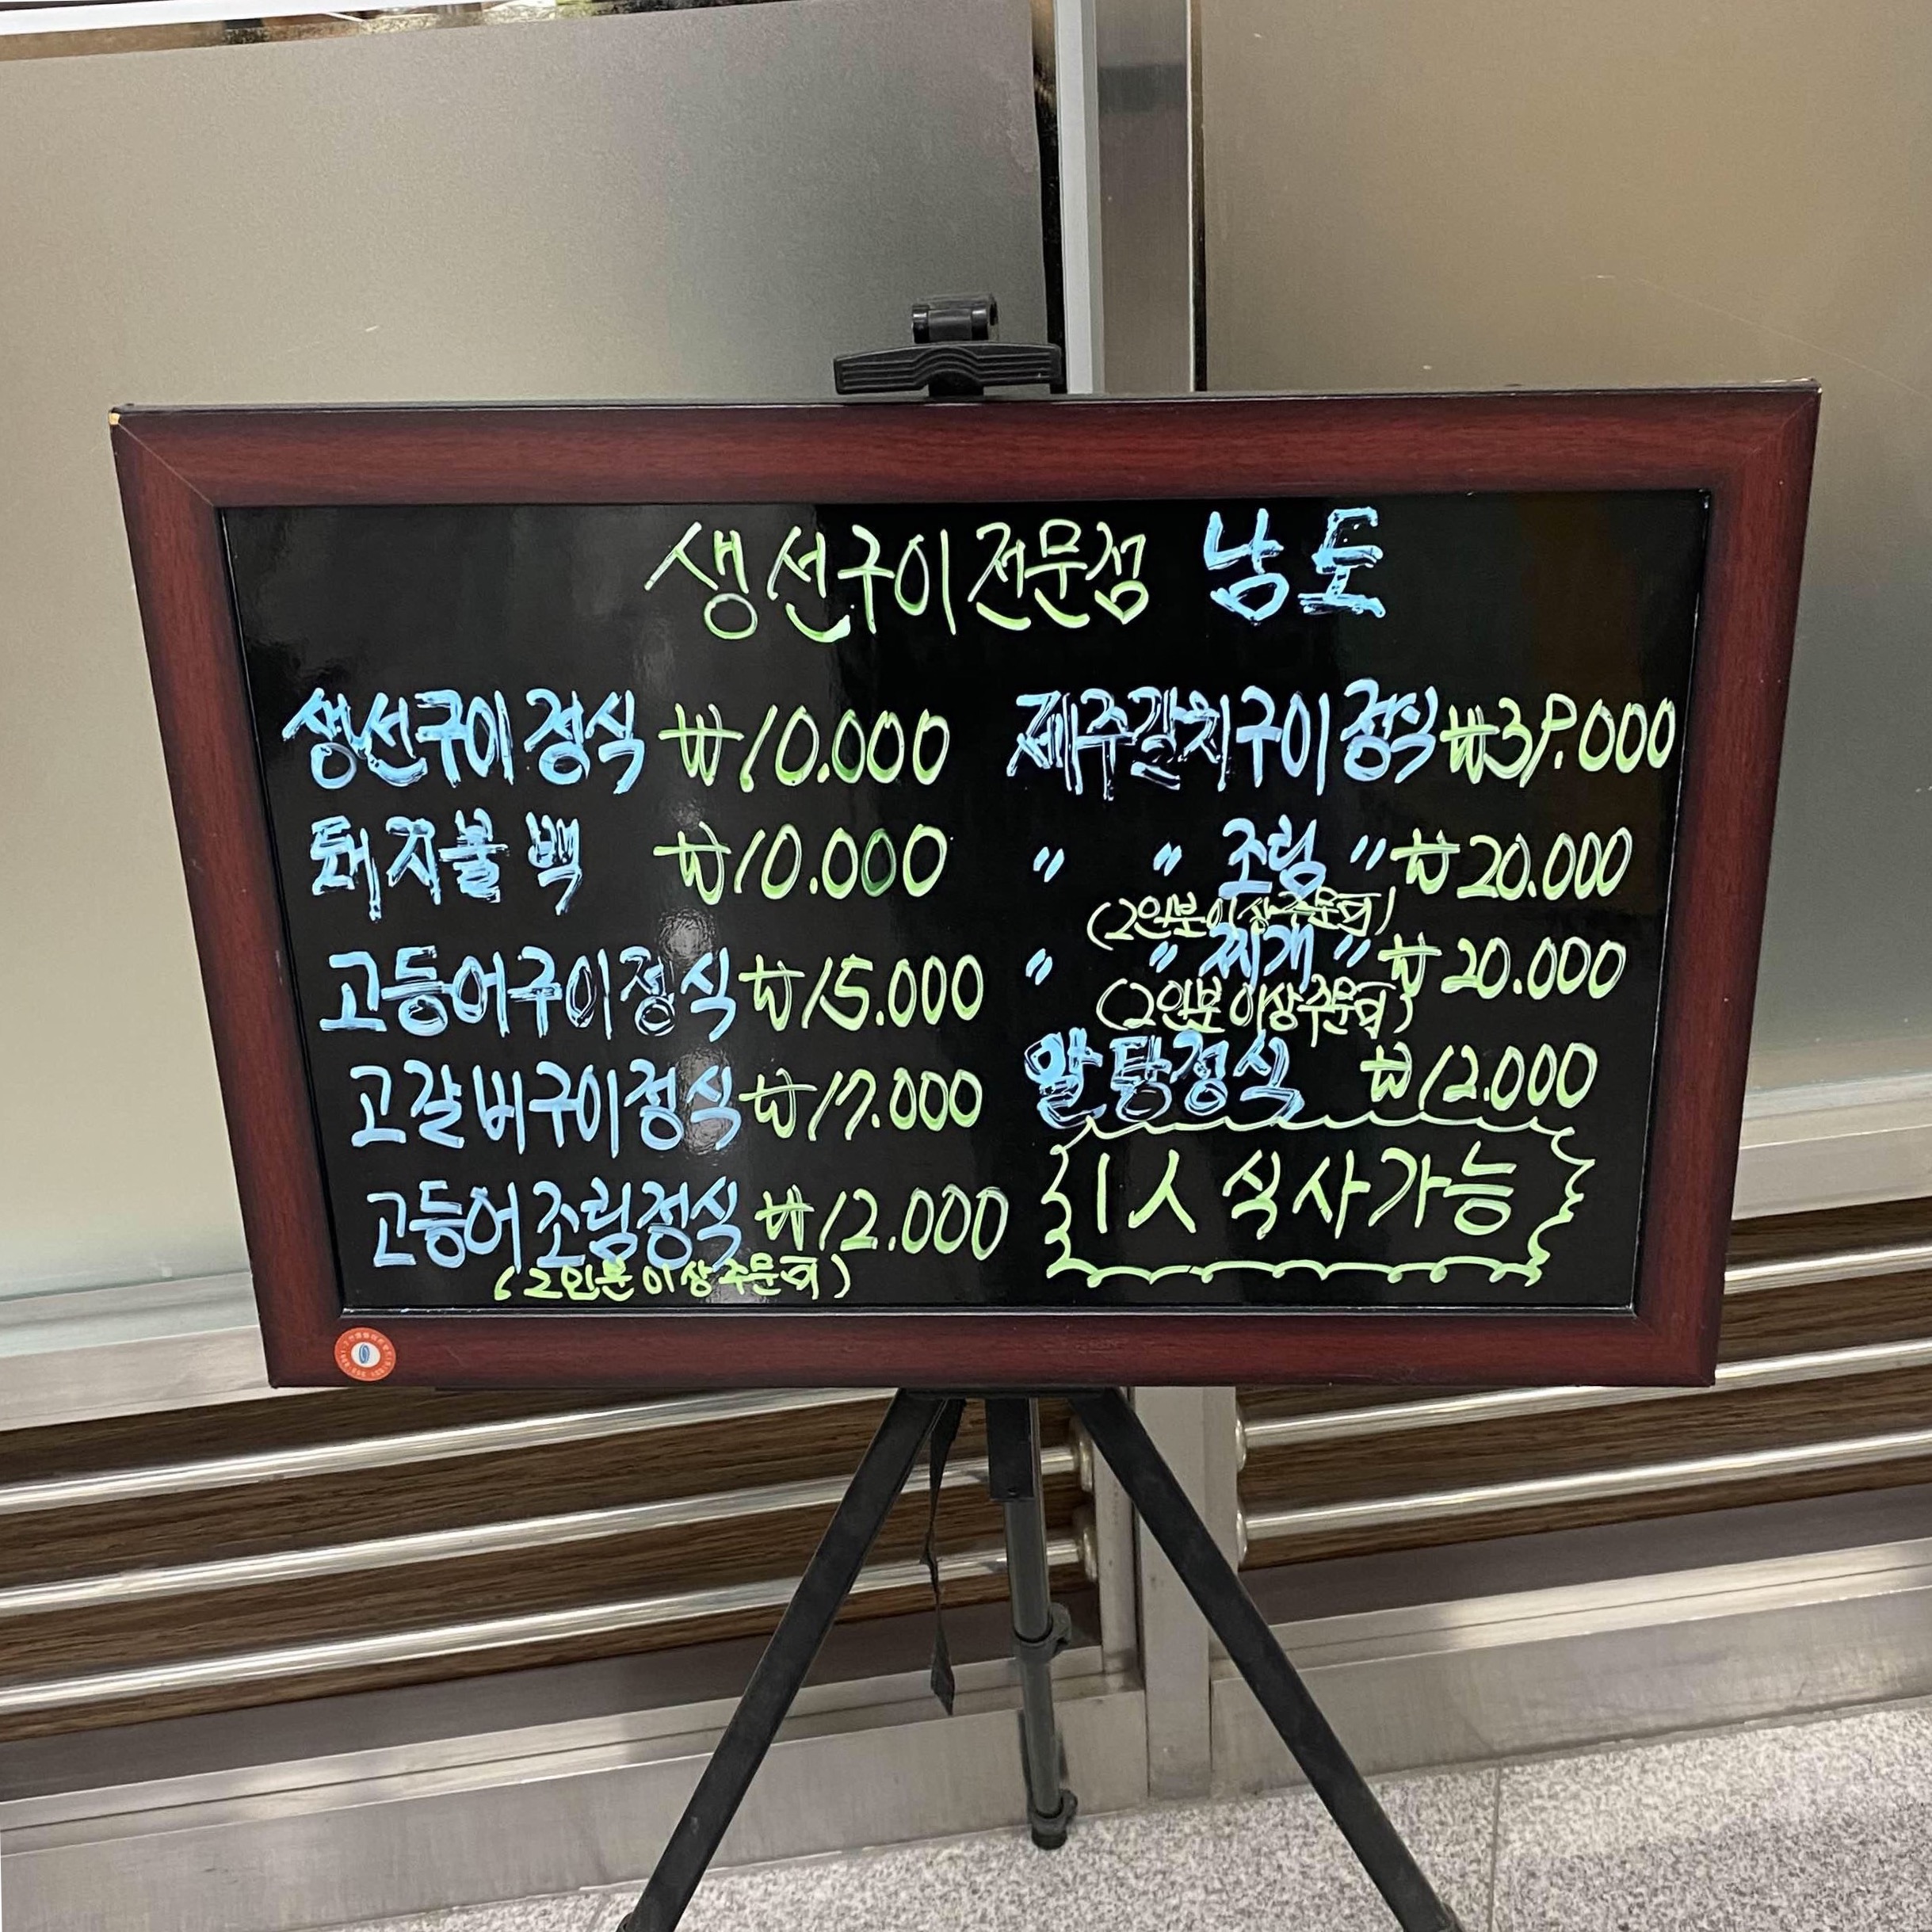 생선구이전문점 남도
생선구이정식 ₩10.000
돼지불백 ₩10.000
고등어구이정식 ₩15.000
고갈비구이정식 ₩17.000
고등어조림정식 ₩12.000
(2인분이상주문시)
제주갈치구이정식 ₩39.000
〃 〃 조림 〃 ₩20.000
(2인분이상주문시)
〃 〃 찌개 〃 ₩20.000
(2인분이상주문시)
알탕정식 ₩12.000
1人 식사가능